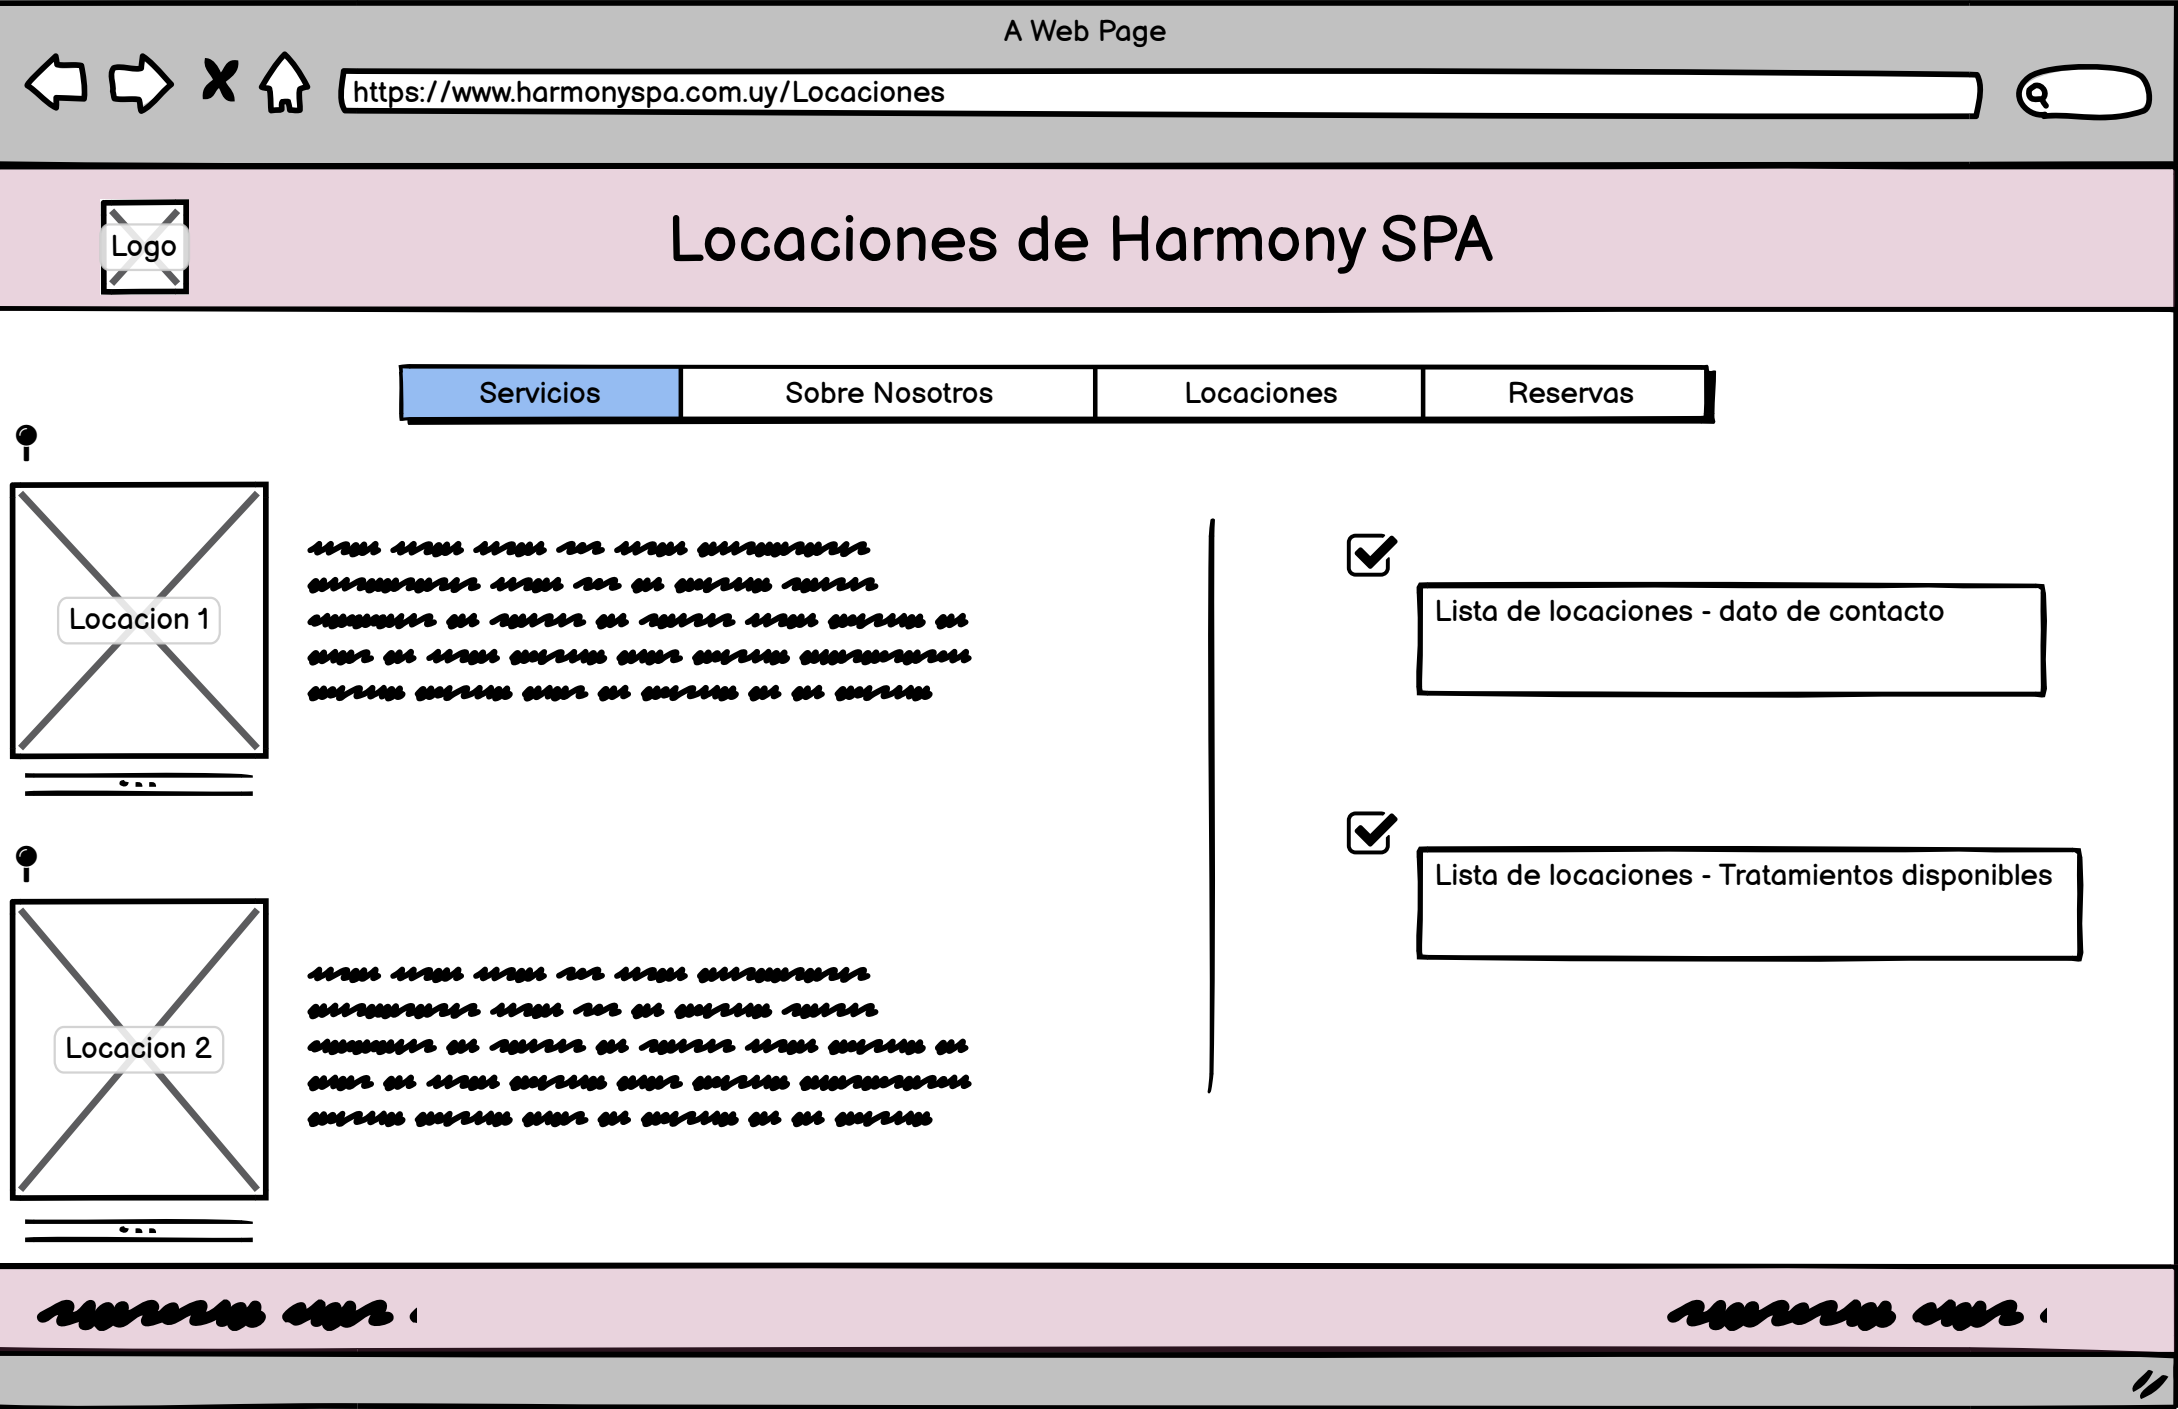 A Web Page
https://www.harmonyspa.com.uy/Locaciones
Logo
Locaciones de Harmony SPA
Servicios
Sobre Nosotros
Locaciones
Reservas
Locacion 1
Lista de locaciones - dato de contacto
Locacion 2
Lista de locaciones - Tratamientos disponibles